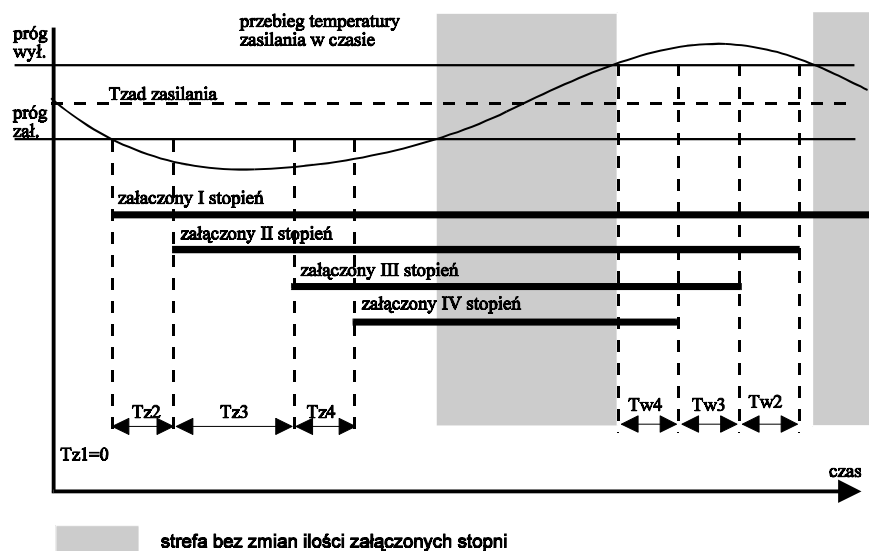 przebieg temperatury
zasilania w czasie
próg
wył.
Tzad zasilania
próg
zał.
załaczony I stopień
załączony II stopień
załączony III stopień
załączony IV stopień
Tz2
Tz3
Tz4
Tw4
Tw3
Tw2
Tz1=0
czas
strefa bez zmian ilości załączonych stopni